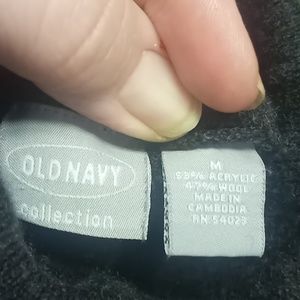 OLD NAVY
collection
M
53% ACRYLIC
47% WOOL
MADE IN
CAMBODIA
RN 54023